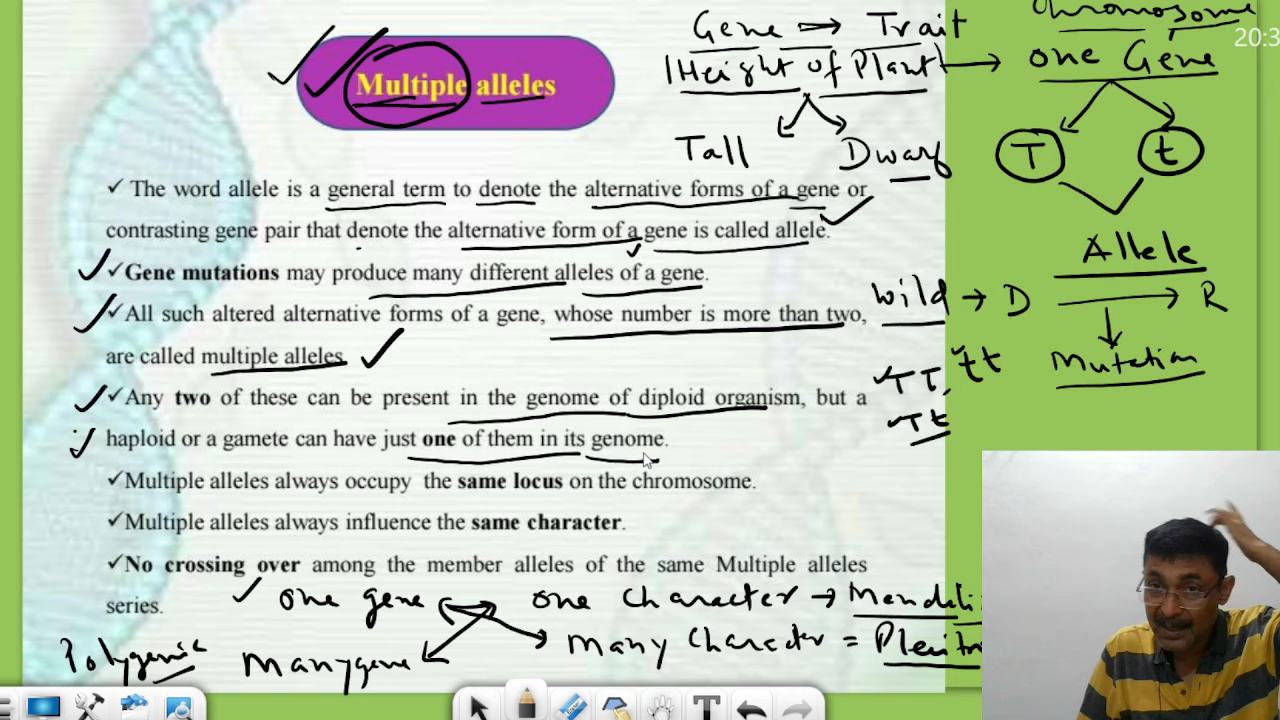 Chromosome
20:3
Gene → Trait
Height of Plant → one Gene
Tall Dwarf
T t
Allele
Wild → D → R
Mutation
TT, tt
Tt
Multiple alleles
✓ The word allele is a general term to denote the alternative forms of a gene or
contrasting gene pair that denote the alternative form of a gene is called allele.
✓ Gene mutations may produce many different alleles of a gene.
✓ All such altered alternative forms of a gene, whose number is more than two,
are called multiple alleles.
✓ Any two of these can be present in the genome of diploid organism, but a
haploid or a gamete can have just one of them in its genome.
✓ Multiple alleles always occupy the same locus on the chromosome.
✓ Multiple alleles always influence the same character.
✓ No crossing over among the member alleles of the same Multiple alleles
series.
one gene one character →
many character =
Polygenic many gene